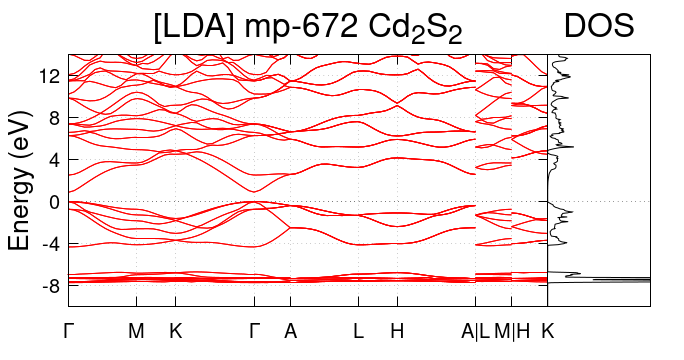 [LDA] mp-672 Cd₂S₂ DOS
Energy (eV)
12
8
4
0
-4
-8
Γ M K Γ A L H A|L M|H K